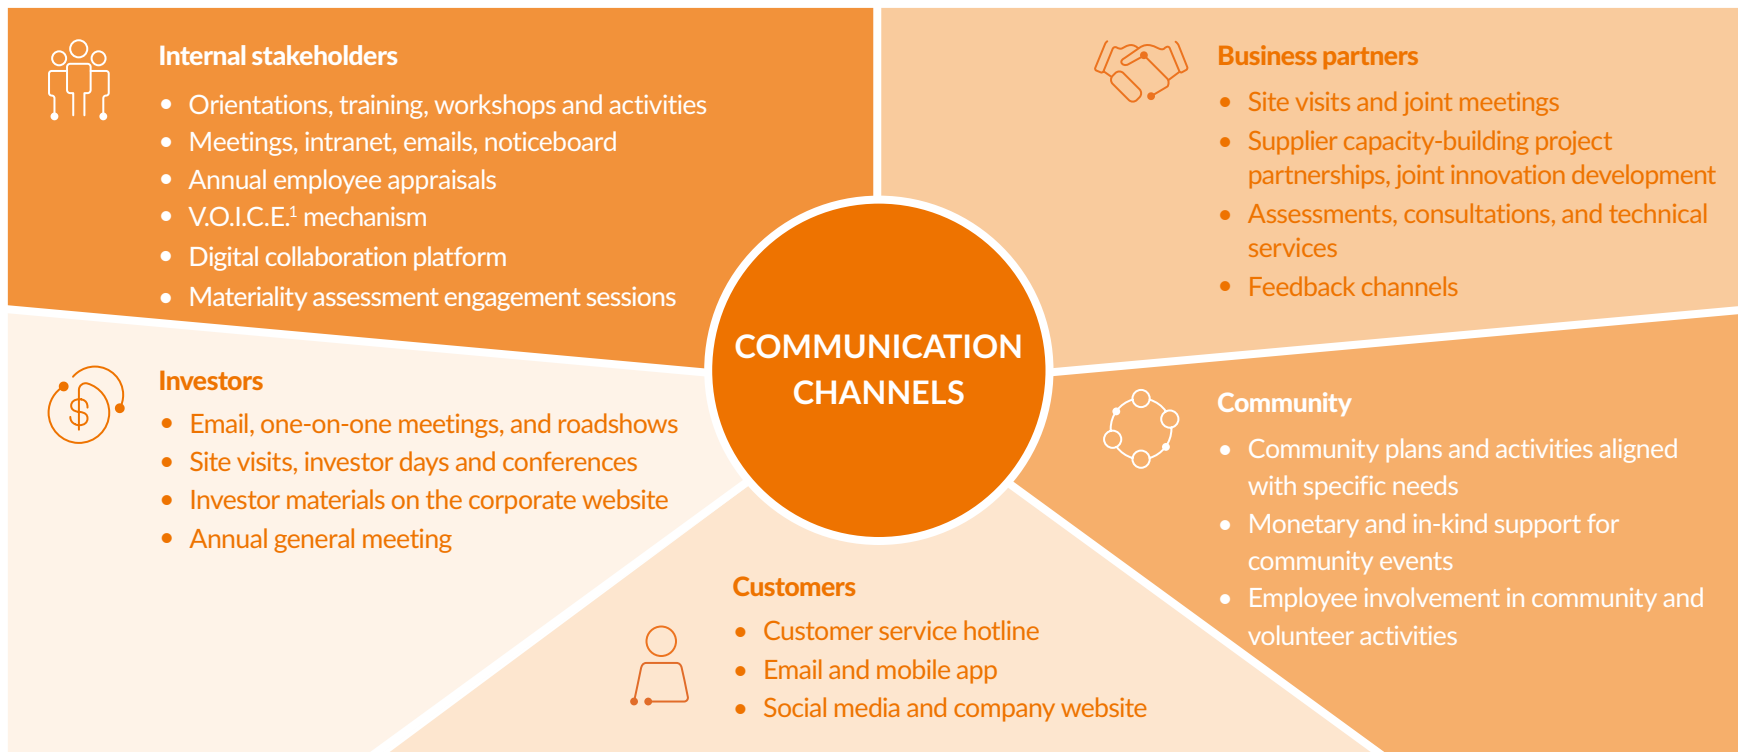 Internal stakeholders
• Orientations, training, workshops and activities
• Meetings, intranet, emails, noticeboard
• Annual employee appraisals
• V.O.I.C.E.¹ mechanism
• Digital collaboration platform
• Materiality assessment engagement sessions
Business partners
• Site visits and joint meetings
• Supplier capacity-building project
partnerships, joint innovation development
• Assessments, consultations, and technical
services
• Feedback channels
COMMUNICATION
CHANNELS
Investors
• Email, one-on-one meetings, and roadshows
• Site visits, investor days and conferences
• Investor materials on the corporate website
• Annual general meeting
Community
• Community plans and activities aligned
with specific needs
• Monetary and in-kind support for
community events
• Employee involvement in community and
volunteer activities
Customers
• Customer service hotline
• Email and mobile app
• Social media and company website
$